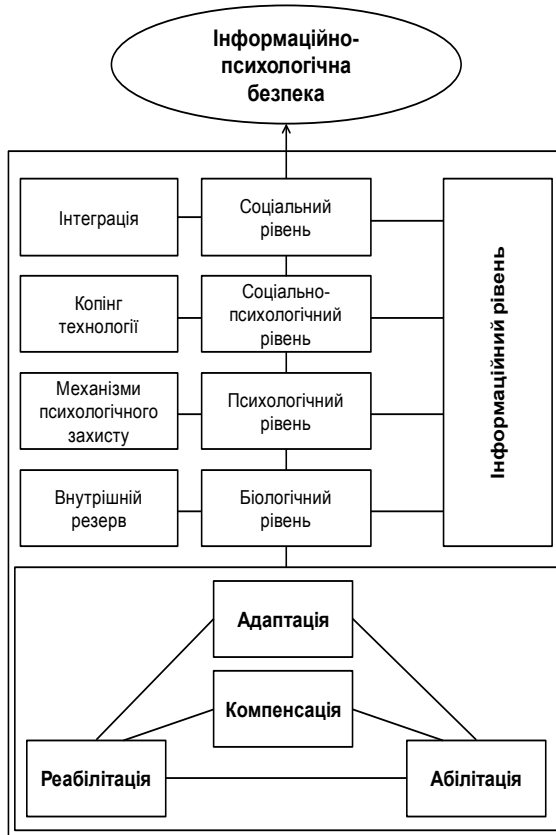 Інформаційно-
психологічна
безпека
Інтеграція
Соціальний
рівень
Копінг
технології
Соціально-
психологічний
рівень
Механізми
психологічного
захисту
Психологічний
рівень
Внутрішній
резерв
Біологічний
рівень
Інформаційний рівень
Адаптація
Компенсація
Реабілітація
Абілітація